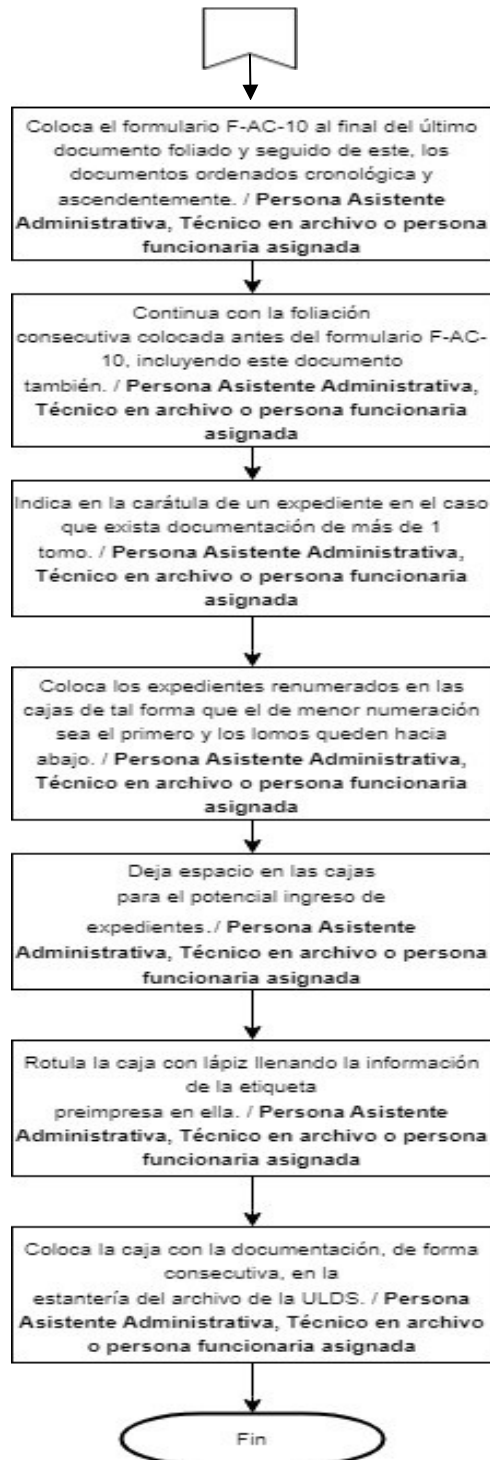 Coloca el formulario F-AC-10 al final del último
documento foliado y seguido de este, los
documentos ordenados cronológica y
ascendentemente. / Persona Asistente
Administrativa, Técnico en archivo o persona
funcionaria asignada
Continua con la foliación
consecutiva colocada antes del formulario F-AC-
10, incluyendo este documento
también. / Persona Asistente Administrativa,
Técnico en archivo o persona funcionaria
asignada
Indica en la carátula de un expediente en el caso
que exista documentación de más de 1
tomo. / Persona Asistente Administrativa,
Técnico en archivo o persona funcionaria
asignada
Coloca los expedientes renumerados en las
cajas de tal forma que el de menor numeración
sea el primero y los lomos queden hacia
abajo. / Persona Asistente Administrativa,
Técnico en archivo o persona funcionaria
asignada
Deja espacio en las cajas
para el potencial ingreso de
expedientes./ Persona Asistente
Administrativa, Técnico en archivo o persona
funcionaria asignada
Rotula la caja con lápiz llenando la información
de la etiqueta
preimpresa en ella. / Persona Asistente
Administrativa, Técnico en archivo o persona
funcionaria asignada
Coloca la caja con la documentación, de forma
consecutiva, en la
estantería del archivo de la ULDS. / Persona
Asistente Administrativa, Técnico en archivo
o persona funcionaria asignada
Fin